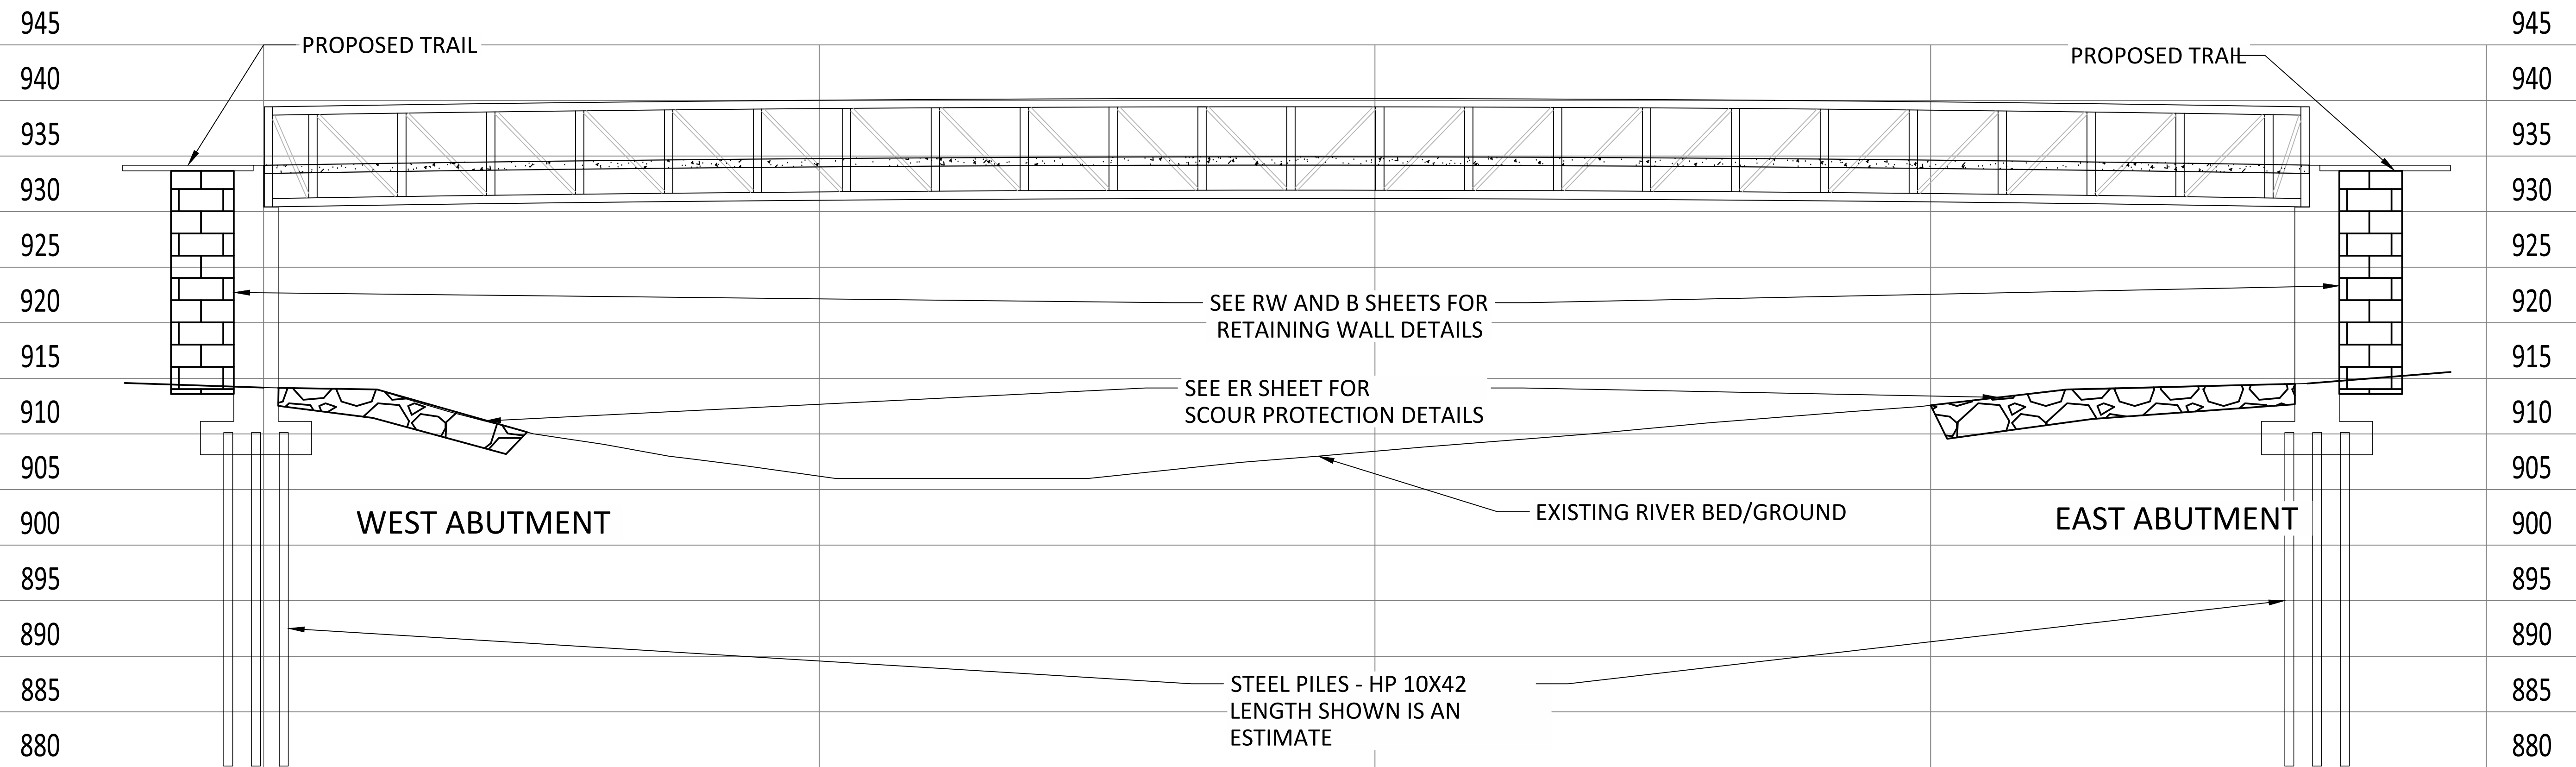 945
945
PROPOSED TRAIL
PROPOSED TRAIL
940
940
935
935
930
930
925
925
920
920
SEE RW AND B SHEETS FOR
RETAINING WALL DETAILS
915
915
SEE ER SHEET FOR
SCOUR PROTECTION DETAILS
910
910
905
905
EXISTING RIVER BED/GROUND
WEST ABUTMENT
EAST ABUTMENT
900
900
895
895
890
890
STEEL PILES - HP 10X42
LENGTH SHOWN IS AN
ESTIMATE
885
885
880
880